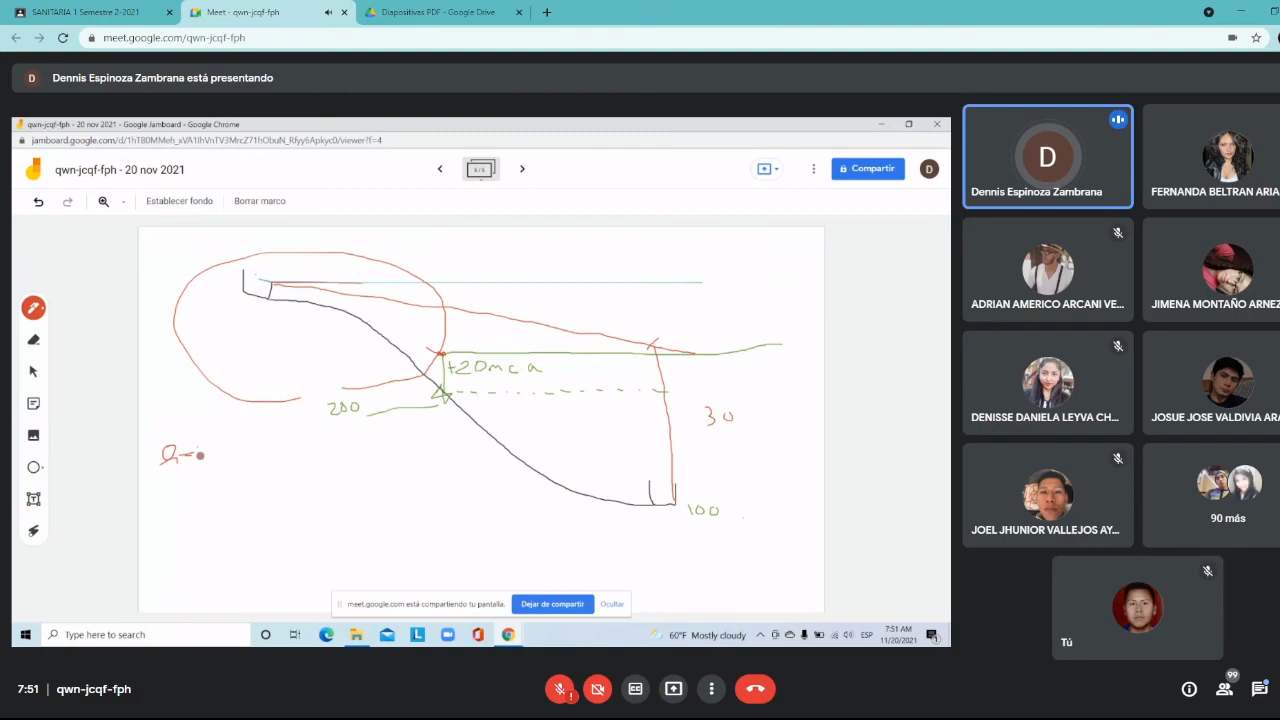 SANITARIA 1 Semestre 2-2021
Meet - qwn-jcqf-fph
Diapositivas PDF - Google Drive
meet.google.com/qwn-jcqf-fph
D
Dennis Espinoza Zambrana está presentando
qwn-jcqf-fph - 20 nov 2021 - Google Jamboard - Google Chrome
jamboard.google.com/d/1hTB0MMeh_xVA1lhVnTV3MrcZ71hObuN_Rfyy6Apkyc0/viewer?f=4
qwn-jcqf-fph - 20 nov 2021
5/5
Compartir
D
Establecer fondo
Borrar marco
+20 m c a
200
30
Q=
100
meet.google.com está compartiendo tu pantalla.
Dejar de compartir
Ocultar
Type here to search
60°F Mostly cloudy
ESP
7:51 AM
11/20/2021
D
Dennis Espinoza Zambrana
FERNANDA BELTRAN ARIA
ADRIAN AMERICO ARCANI VE...
JIMENA MONTAÑO ARNEZ
DENISSE DANIELA LEYVA CH...
JOSUE JOSE VALDIVIA ARA
JOEL JHUNIOR VALLEJOS AY...
90 más
Tú
7:51
qwn-jcqf-fph
99